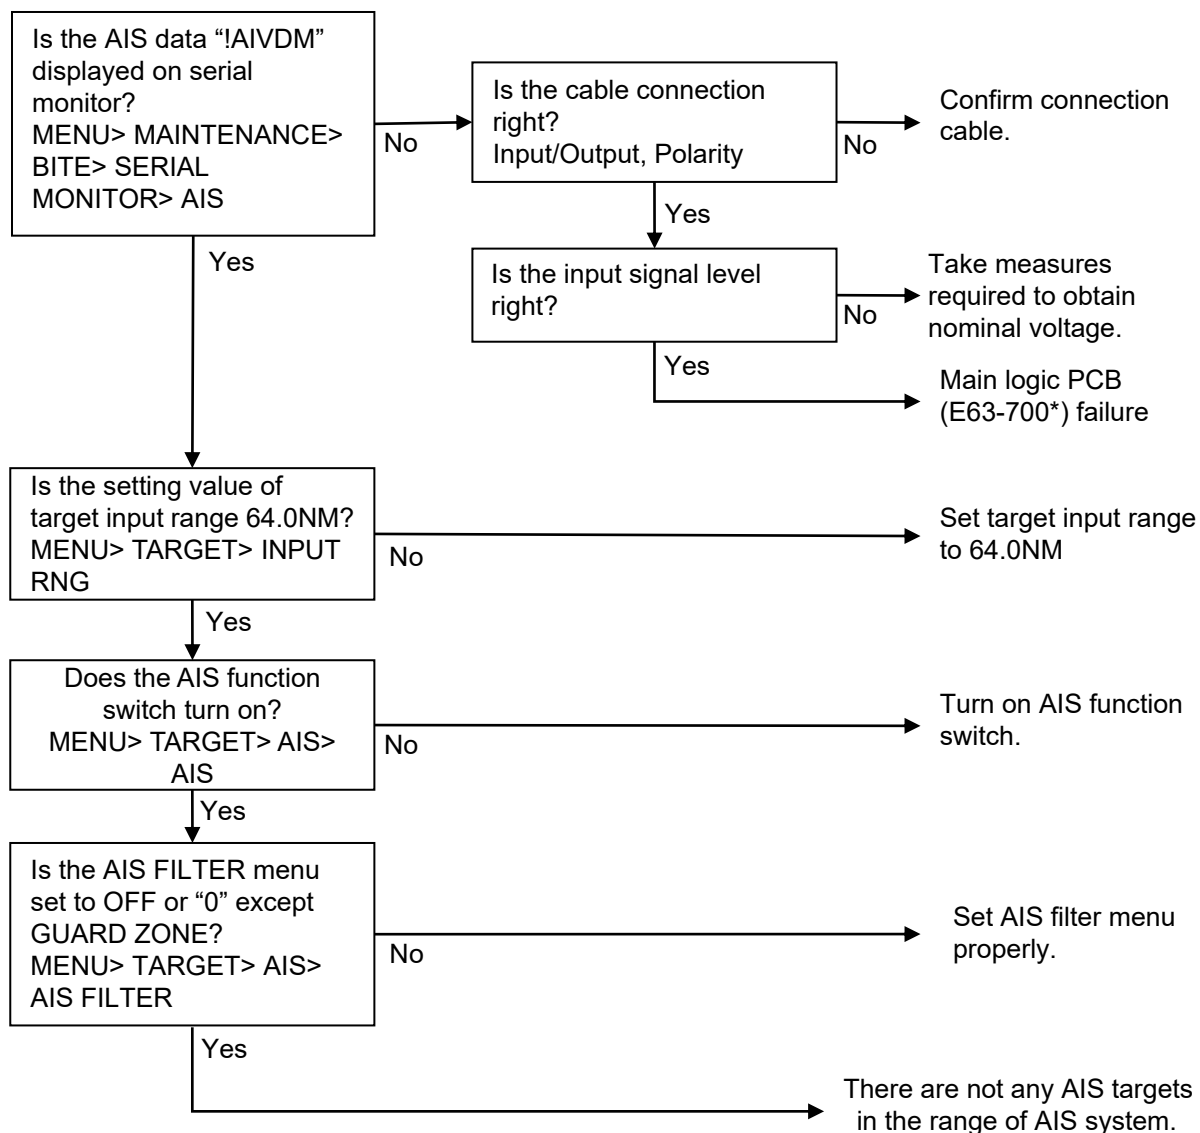 Is the AIS data “!AIVDM”
displayed on serial
monitor?
MENU> MAINTENANCE>
BITE> SERIAL
MONITOR> AIS
No
Is the cable connection
right?
Input/Output, Polarity
No
Confirm connection
cable.
Yes
Yes
Is the input signal level
right?
No
Take measures
required to obtain
nominal voltage.
Yes
Main logic PCB
(E63-700*) failure
Is the setting value of
target input range 64.0NM?
MENU> TARGET> INPUT
RNG
No
Set target input range
to 64.0NM
Yes
Does the AIS function
switch turn on?
MENU> TARGET> AIS>
AIS
No
Turn on AIS function
switch.
Yes
Is the AIS FILTER menu
set to OFF or “0” except
GUARD ZONE?
MENU> TARGET> AIS>
AIS FILTER
No
Set AIS filter menu
properly.
Yes
There are not any AIS targets
in the range of AIS system.